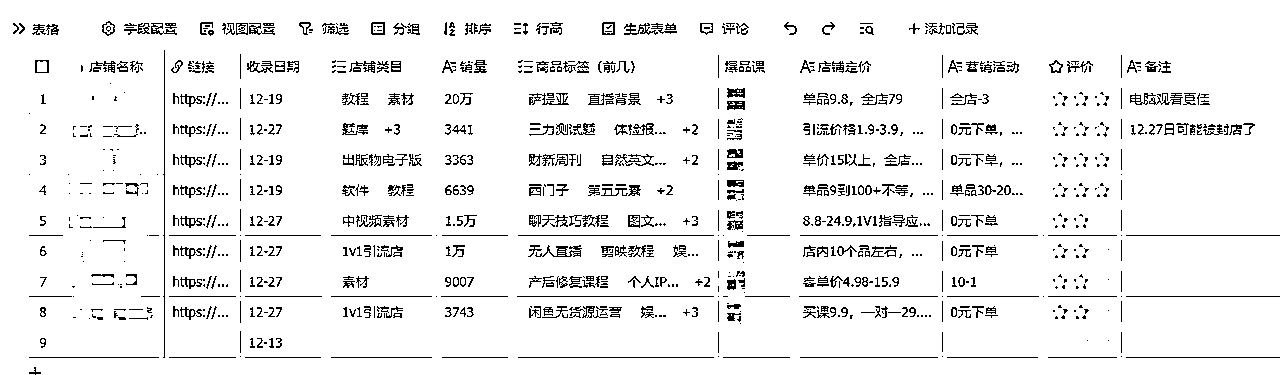 表格 字段配置 视图配置 筛选 分组 排序 行高 生成表单 评论 添加记录
店铺名称 链接 收录日期 店铺类目 销量 商品标签（前几） 爆品课 店铺定价 营销活动 评价 备注
1 https://... 12-19 教程 素材 20万 萨提亚 直播背景 +3 单品9.8，全店79 全店-3 电脑观看更佳
2 https://... 12-27 题库 +3 3441 三力测试题 体检报... +2 引流价格1.9-3.9，... 0元下单，... 12.27日可能被封店了
3 https://... 12-19 出版物电子版 3363 财新周刊 自然英文... +2 单价15以上，全店... 0元下单，...
4 https://... 12-19 软件 教程 6639 西门子 第五元素 +2 单品9到100+不等，... 单品30-20...
5 https://... 12-27 中视频素材 1.5万 聊天技巧教程 图文... +3 8.8-24.9,1V1指导应... 0元下单
6 https://... 12-27 1v1引流店 1万 无人直播 剪映教程 娱... 店内10个品左右，... 0元下单
7 https://... 12-27 素材 9007 产后修复课程 个人IP... +2 客单价4.98-15.9 10-1
8 https://... 12-27 1v1引流店 3743 闲鱼无货源运营 娱... +3 买课9.9，一对一29.... 0元下单
9 12-13